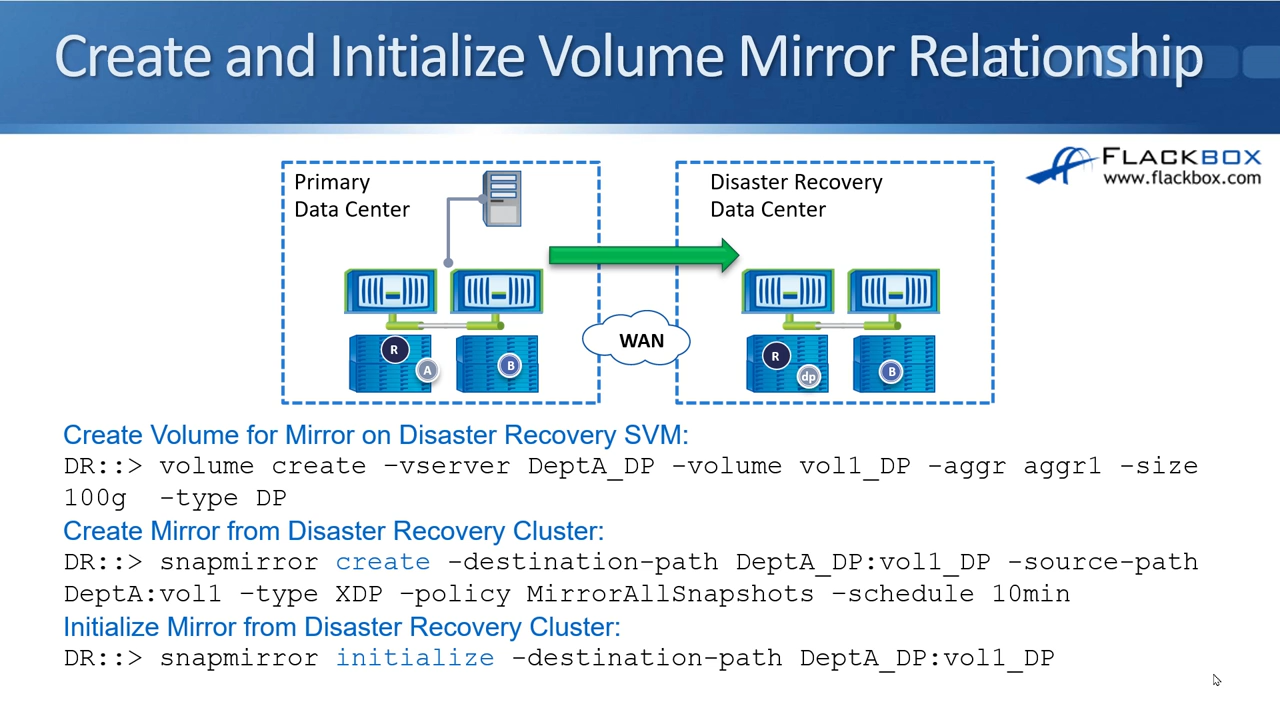 Create and Initialize Volume Mirror Relationship
FLACKBOX
www.flackbox.com
Primary
Data Center
Disaster Recovery
Data Center
WAN
R
A
B
R
dp
B
Create Volume for Mirror on Disaster Recovery SVM:
DR::> volume create –vserver DeptA_DP -volume vol1_DP -aggr aggr1 -size
100g  -type DP
Create Mirror from Disaster Recovery Cluster:
DR::> snapmirror create -destination-path DeptA_DP:vol1_DP -source-path
DeptA:vol1 –type XDP –policy MirrorAllSnapshots –schedule 10min
Initialize Mirror from Disaster Recovery Cluster:
DR::> snapmirror initialize -destination-path DeptA_DP:vol1_DP